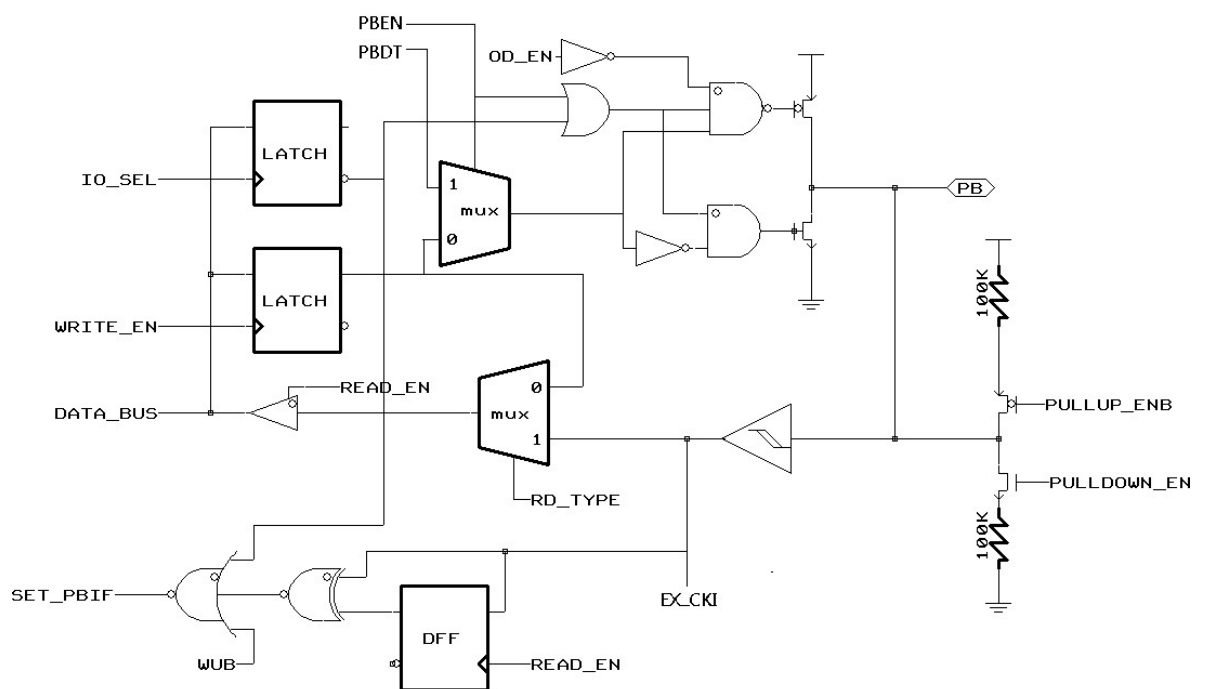 PBEN
PBDT
OD_EN
LATCH
IO_SEL
1
mux
0
PB
LATCH
WRITE_EN
100K
READ_EN
0
DATA_BUS
mux
1
PULLUP_ENB
PULLDOWN_EN
RD_TYPE
100K
SET_PBIF
EX_CKI
DFF
WUB
READ_EN